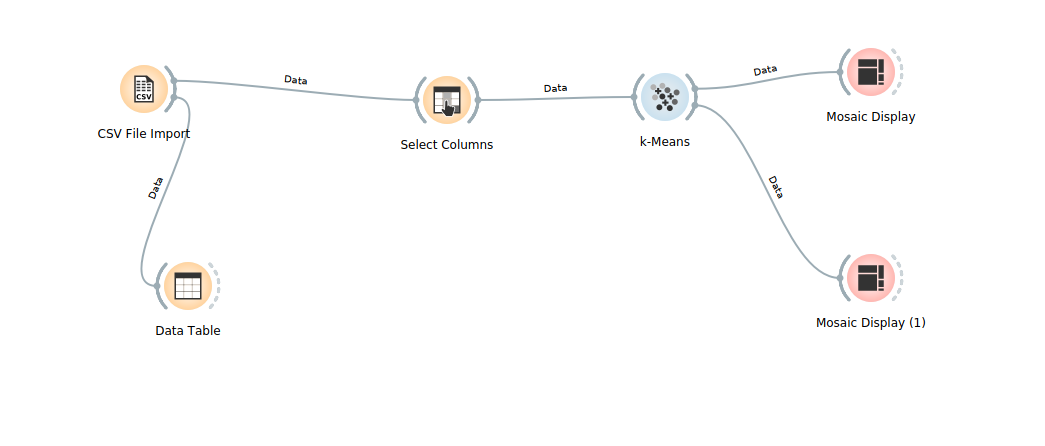 CSV
CSV File Import
Data
Select Columns
Data
k-Means
Data
Mosaic Display
Data
Data Table
Data
Mosaic Display (1)